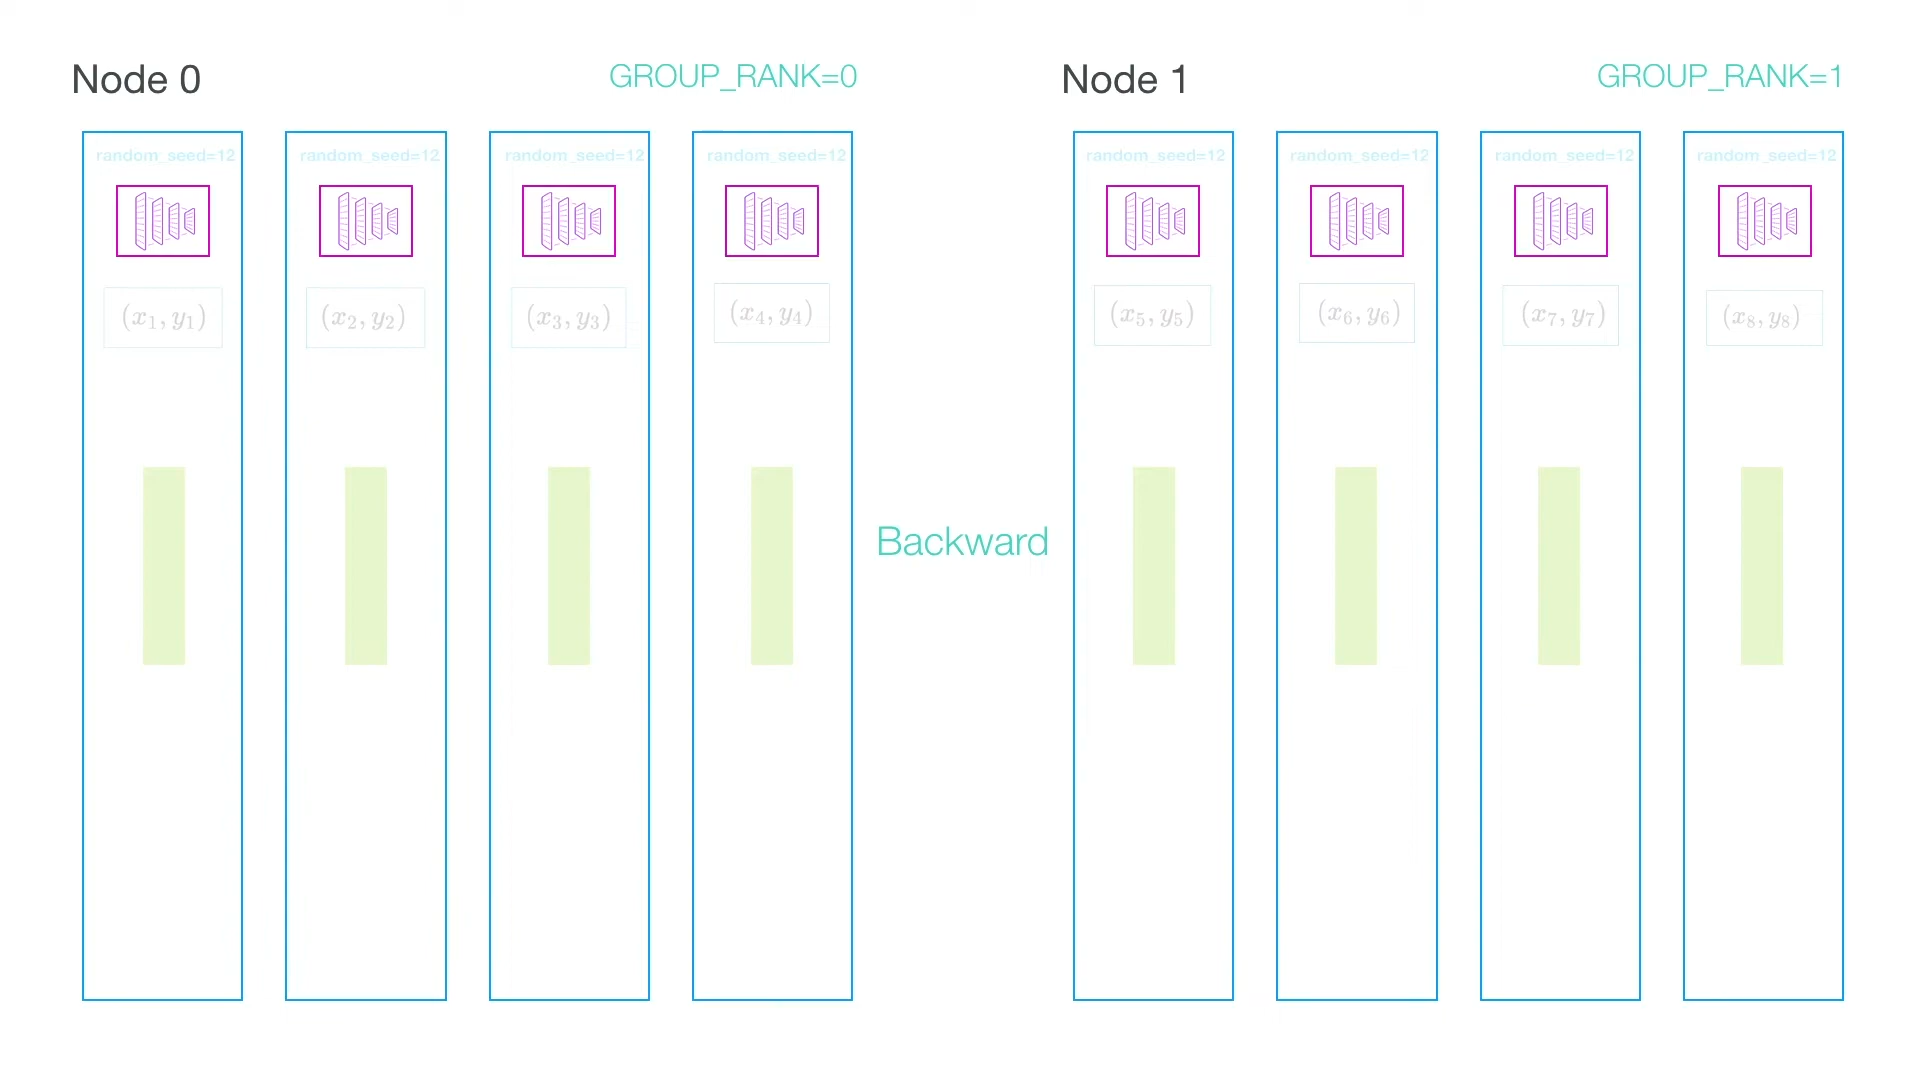 Node 0
GROUP_RANK=0
Node 1
GROUP_RANK=1
random_seed=12
random_seed=12
random_seed=12
random_seed=12
random_seed=12
random_seed=12
random_seed=12
random_seed=12
(x₁, y₁)
(x₂, y₂)
(x₃, y₃)
(x₄, y₄)
(x₅, y₅)
(x₆, y₆)
(x₇, y₇)
(x₈, y₈)
Backward